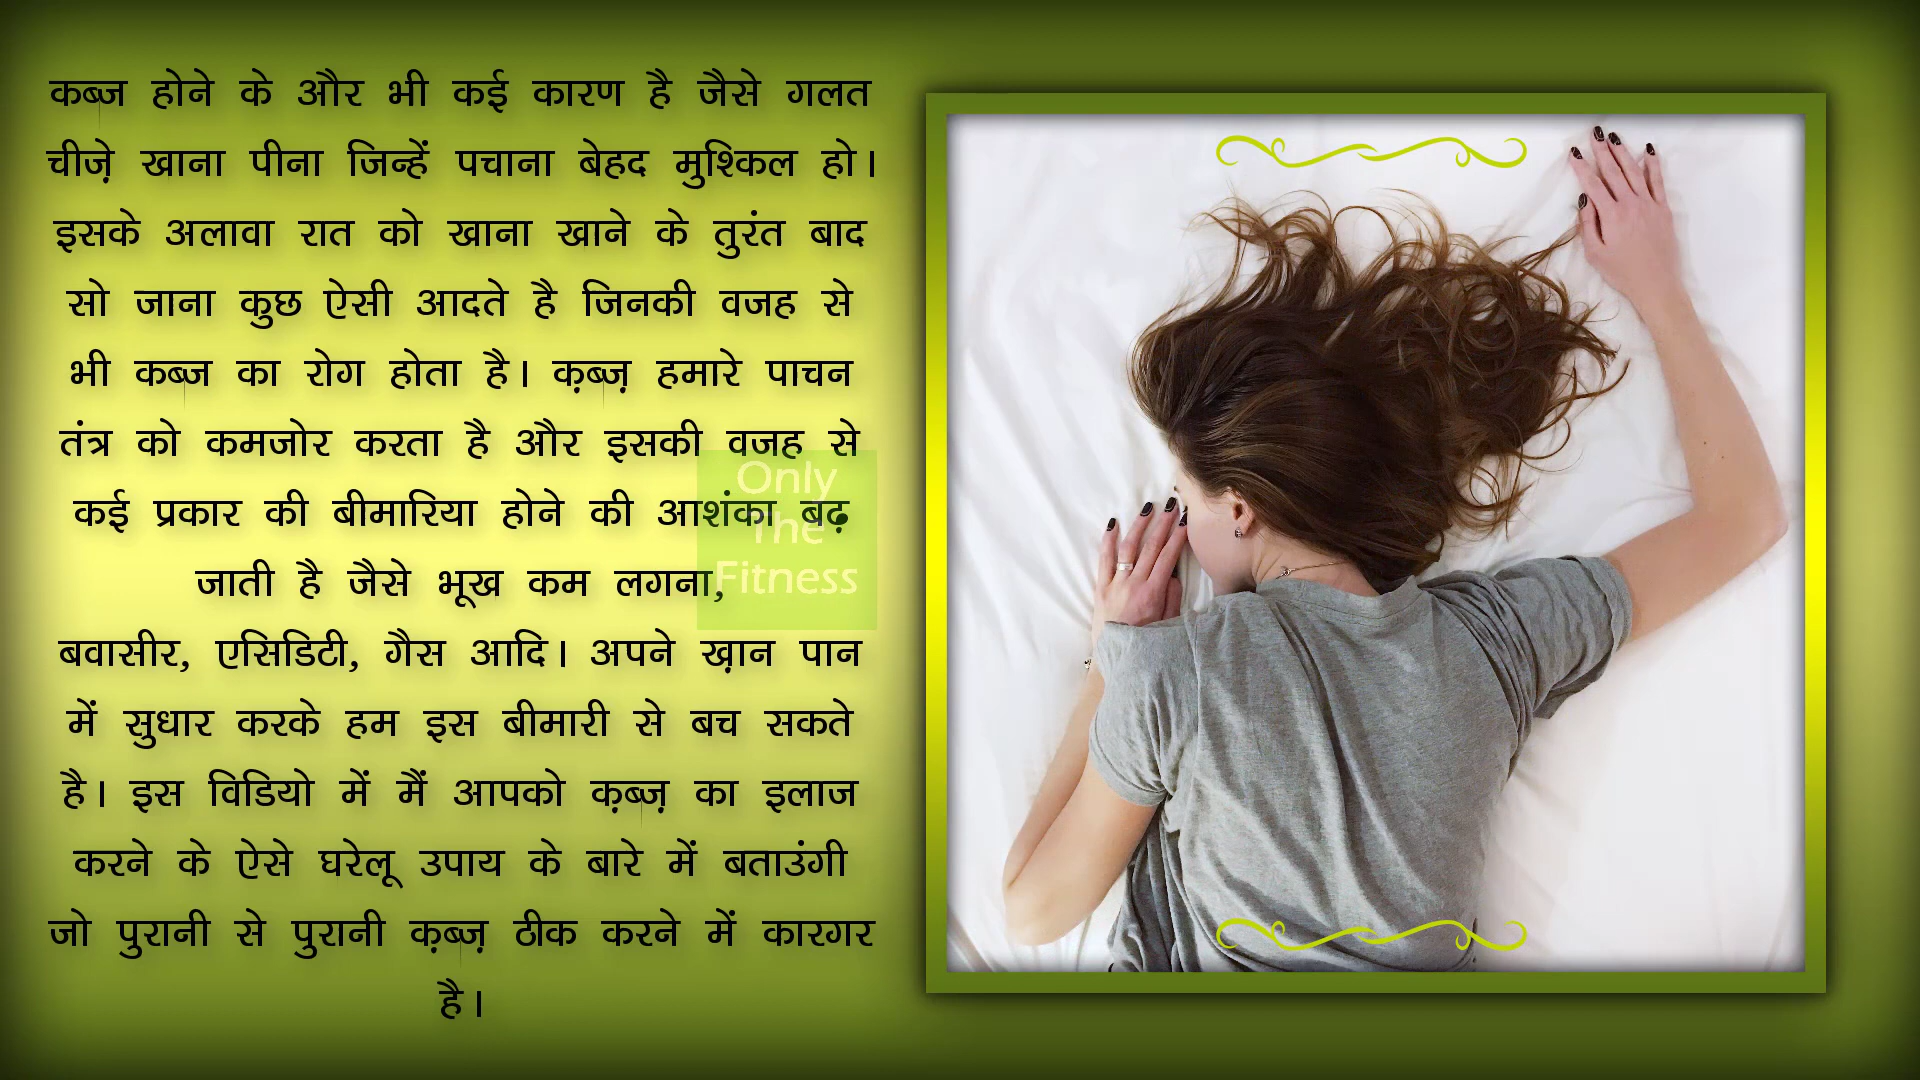 कब्ज होने के और भी कई कारण है जैसे गलत
चीज़े खाना पीना जिन्हें पचाना बेहद मुश्किल हो।
इसके अलावा रात को खाना खाने के तुरंत बाद
सो जाना कुछ ऐसी आदते है जिनकी वजह से
भी कब्ज का रोग होता है। क़ब्ज़ हमारे पाचन
तंत्र को कमजोर करता है और इसकी वजह से
कई प्रकार की बीमारिया होने की आशंका बढ़
जाती है जैसे भूख कम लगना,
बवासीर, एसिडिटी, गैस आदि। अपने ख़ान पान
में सुधार करके हम इस बीमारी से बच सकते
है। इस विडियो में मैं आपको क़ब्ज़ का इलाज
करने के ऐसे घरेलू उपाय के बारे में बताउंगी
जो पुरानी से पुरानी क़ब्ज़ ठीक करने में कारगर
है।
Only
The
Fitness